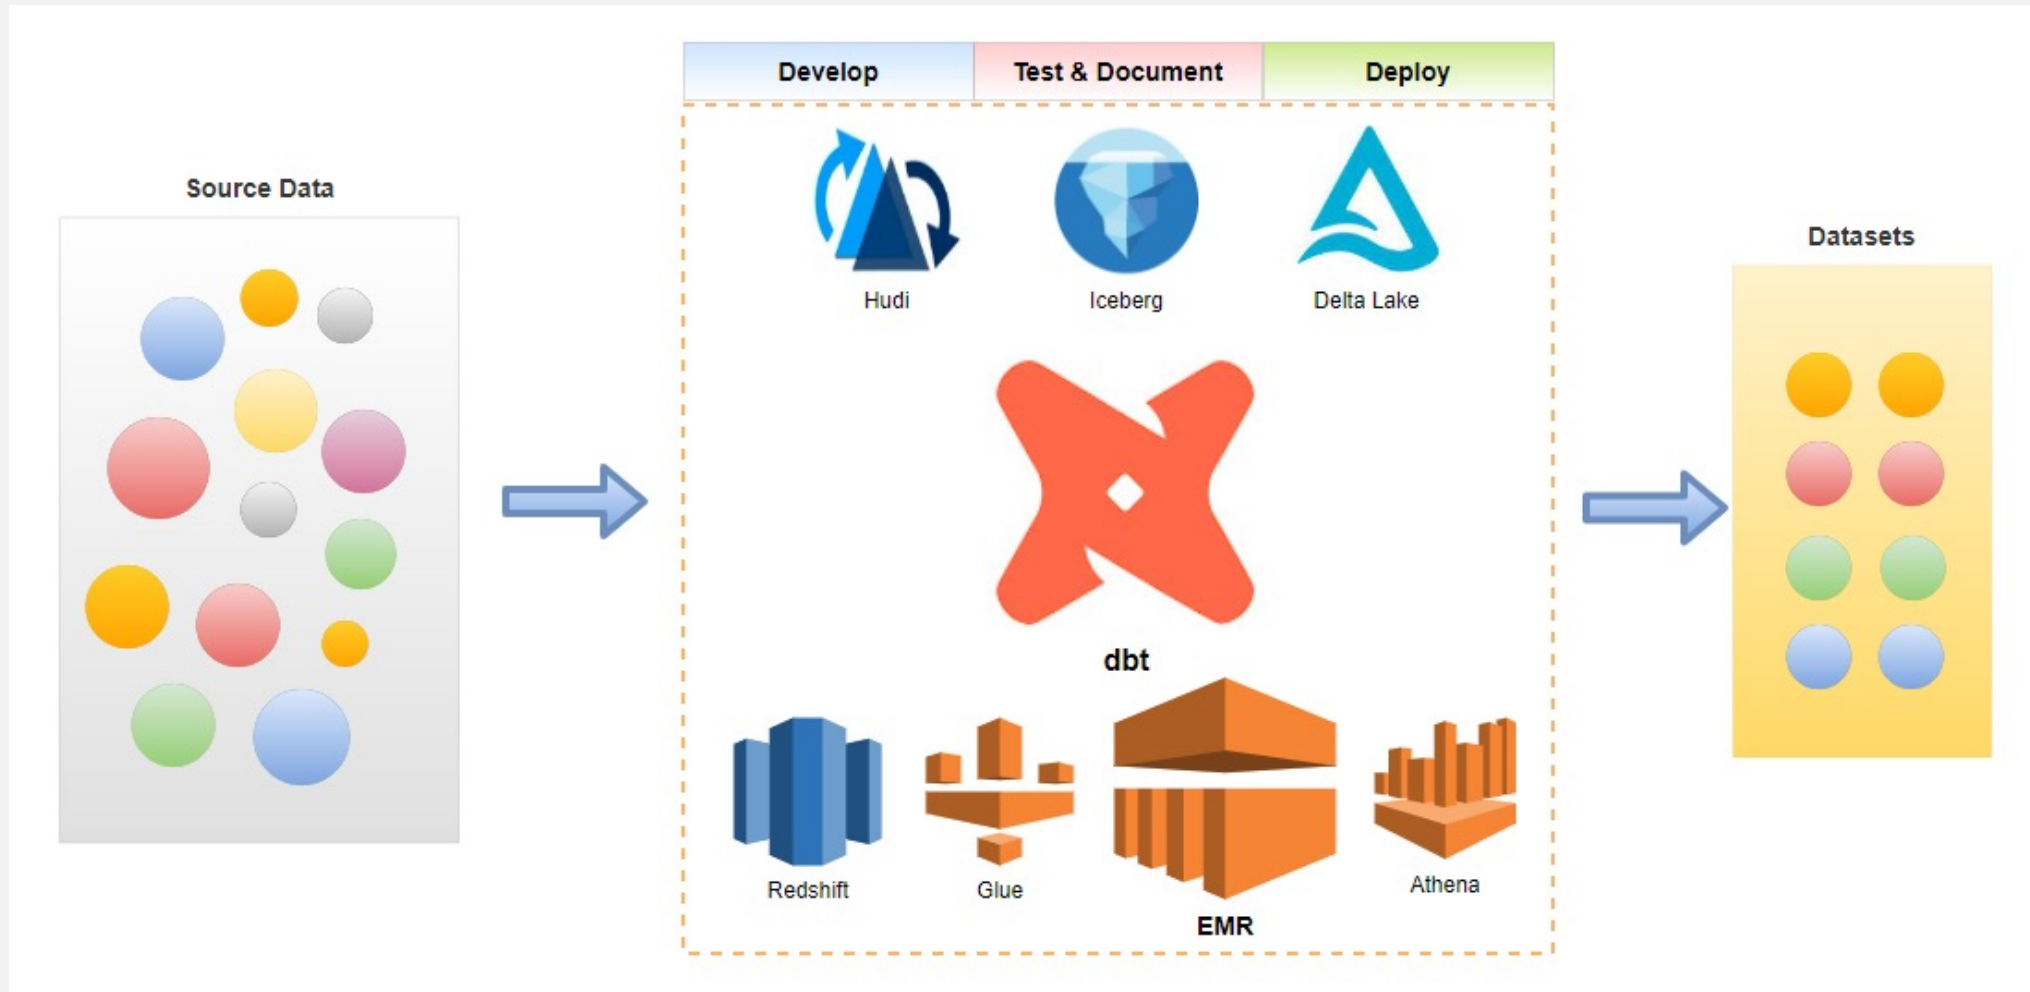 Develop
Test & Document
Deploy
Source Data
Hudi
Iceberg
Delta Lake
Datasets
dbt
Redshift
Glue
EMR
Athena